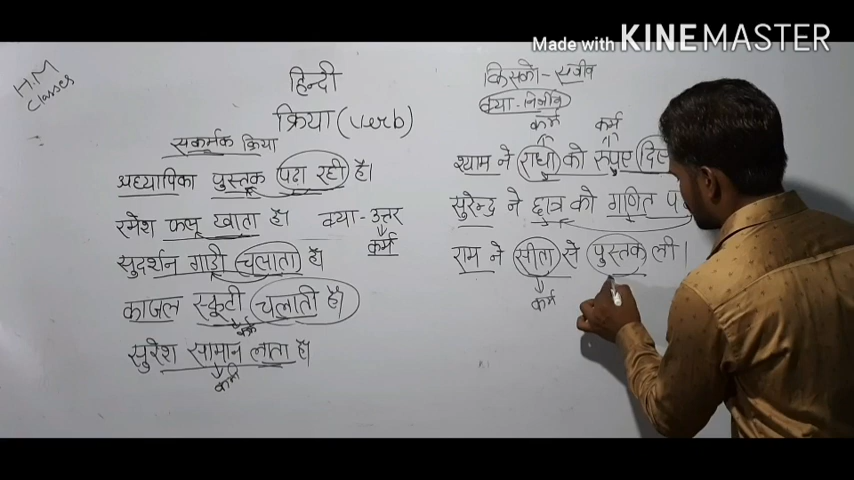 Made with KINEMASTER
HM
Classes
हिन्दी
क्रिया (verb)
सकर्मक क्रिया
अध्यापिका पुस्तक पढ़ा रही है।
रमेश फल खाता है। क्या - उत्तर
कर्म
सुदर्शन गाडी चलाता है।
काजल स्कूटी चलाती है।
कर्म
सुरेश सामान लाता है।
कर्म
किसको - सजीव
क्या - निर्जीव
कर्म कर्म
श्याम ने राधा को रुपए
सुरेन्द्र ने छात्र को गणित
राम ने सीता से पुस्तक ली।
कर्म